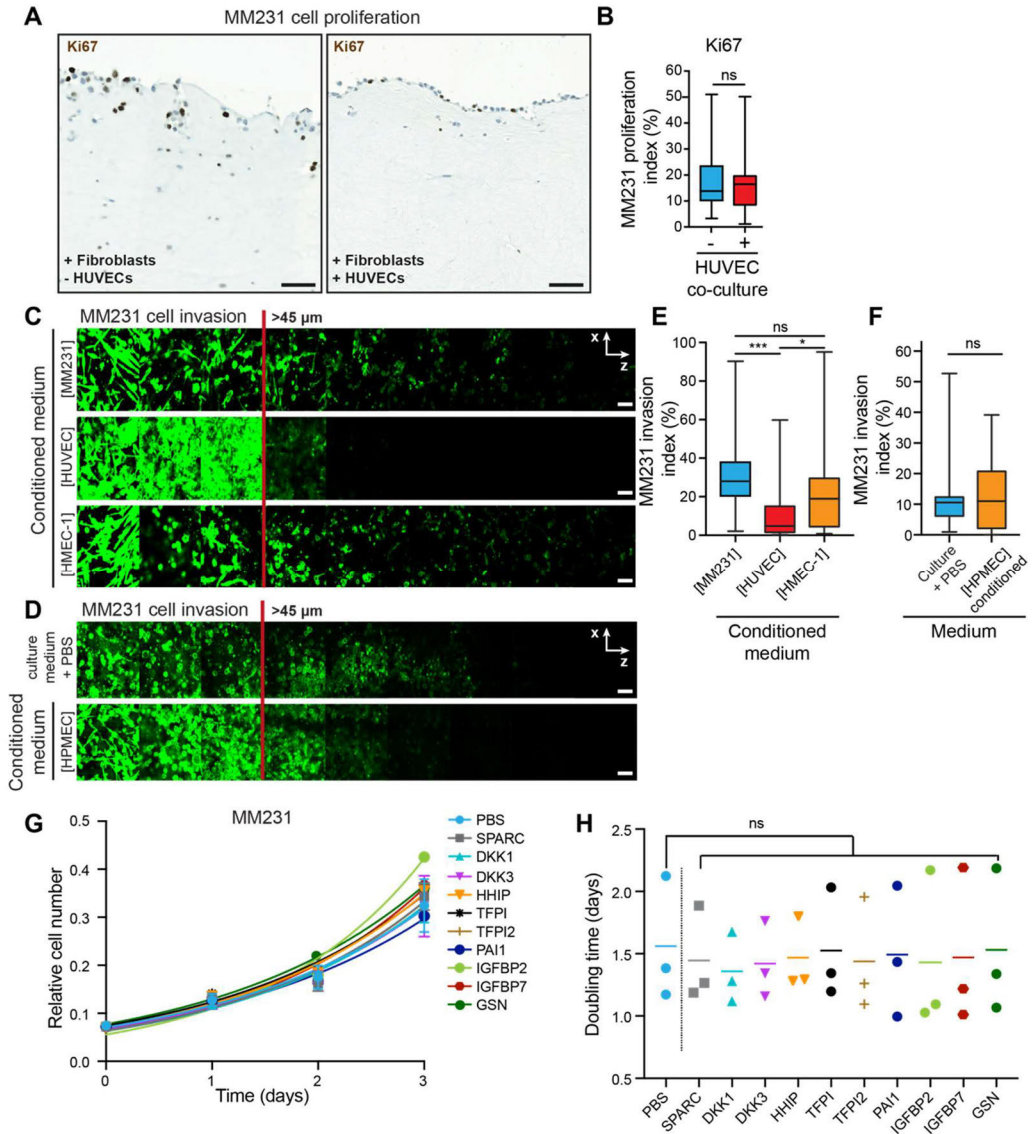 A
MM231 cell proliferation
Ki67
+ Fibroblasts
- HUVECs
Ki67
+ Fibroblasts
+ HUVECs
B
Ki67
ns
MM231 proliferation
index (%)
60
50
40
30
20
10
0
- +
HUVEC
co-culture
C
MM231 cell invasion
>45 µm
x
z
Conditioned medium
[MM231]
[HUVEC]
[HMEC-1]
D
MM231 cell invasion
>45 µm
x
z
culture
medium
+ PBS
Conditioned
medium
[HPMEC]
E
ns
*** *
MM231 invasion
index (%)
100
80
60
40
20
0
[MM231]
[HUVEC]
[HMEC-1]
Conditioned
medium
F
ns
MM231 invasion
index (%)
60
50
40
30
20
10
0
Culture
+ PBS
[HPMEC]
conditioned
Medium
G
MM231
Relative cell number
0.5
0.4
0.3
0.2
0.1
0.0
0 1 2 3
Time (days)
PBS
SPARC
DKK1
DKK3
HHIP
TFPI
TFPI2
PAI1
IGFBP2
IGFBP7
GSN
H
ns
Doubling time (days)
2.5
2.0
1.5
1.0
0.5
PBS
SPARC
DKK1
DKK3
HHIP
TFPI
TFPI2
PAI1
IGFBP2
IGFBP7
GSN